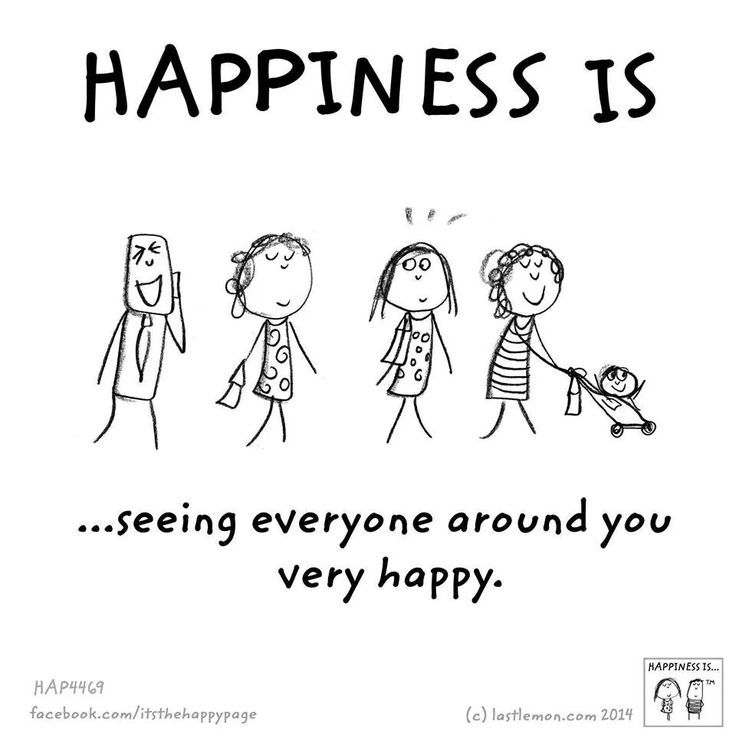 HAPPINESS IS
...seeing everyone around you
very happy.
HAP4469
facebook.com/itsthehappypage
(c) lastlemon.com 2014
HAPPINESS IS...
TM